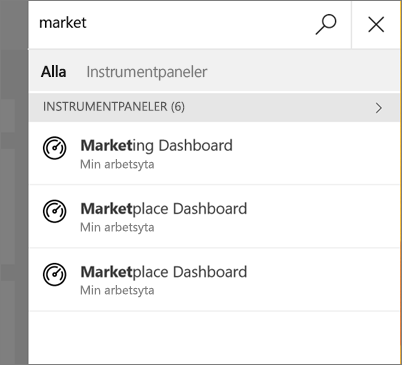 market
Alla Instrumentpaneler
INSTRUMENTPANELER (6)
Marketing Dashboard
Min arbetsyta
Marketplace Dashboard
Min arbetsyta
Marketplace Dashboard
Min arbetsyta